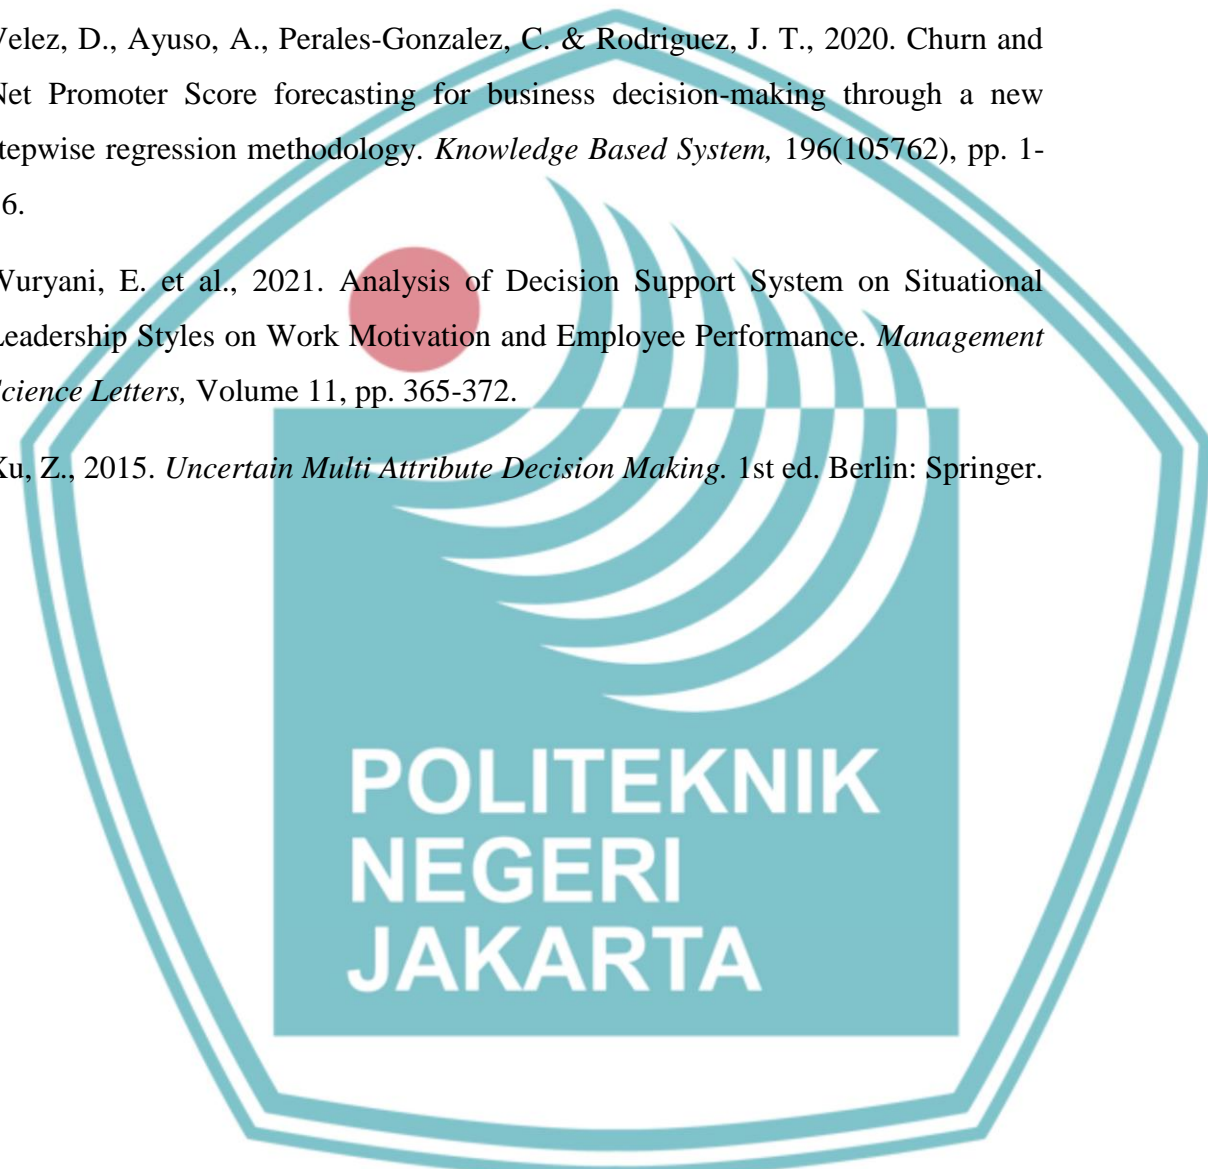 Velez, D., Ayuso, A., Perales-Gonzalez, C. & Rodriguez, J. T., 2020. Churn and
Net Promoter Score forecasting for business decision-making through a new
tepwise regression methodology. Knowledge Based System, 196(105762), pp. 1-
6.
Wuryani, E. et al., 2021. Analysis of Decision Support System on Situational
Leadership Styles on Work Motivation and Employee Performance. Management
cience Letters, Volume 11, pp. 365-372.
Xu, Z., 2015. Uncertain Multi Attribute Decision Making. 1st ed. Berlin: Springer.
POLITEKNIK
NEGERI
JAKARTA